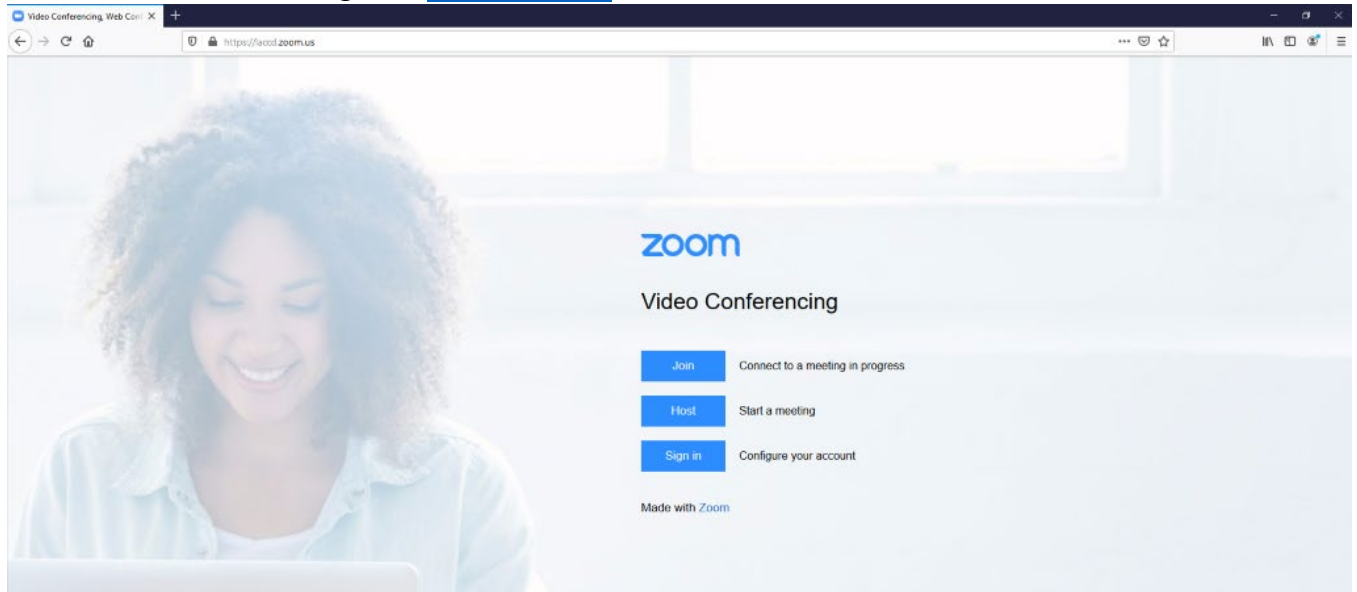 Video Conferencing, Web Conf
https://laccd.zoom.us
zoom
Video Conferencing
Join Connect to a meeting in progress
Host Start a meeting
Sign in Configure your account
Made with Zoom